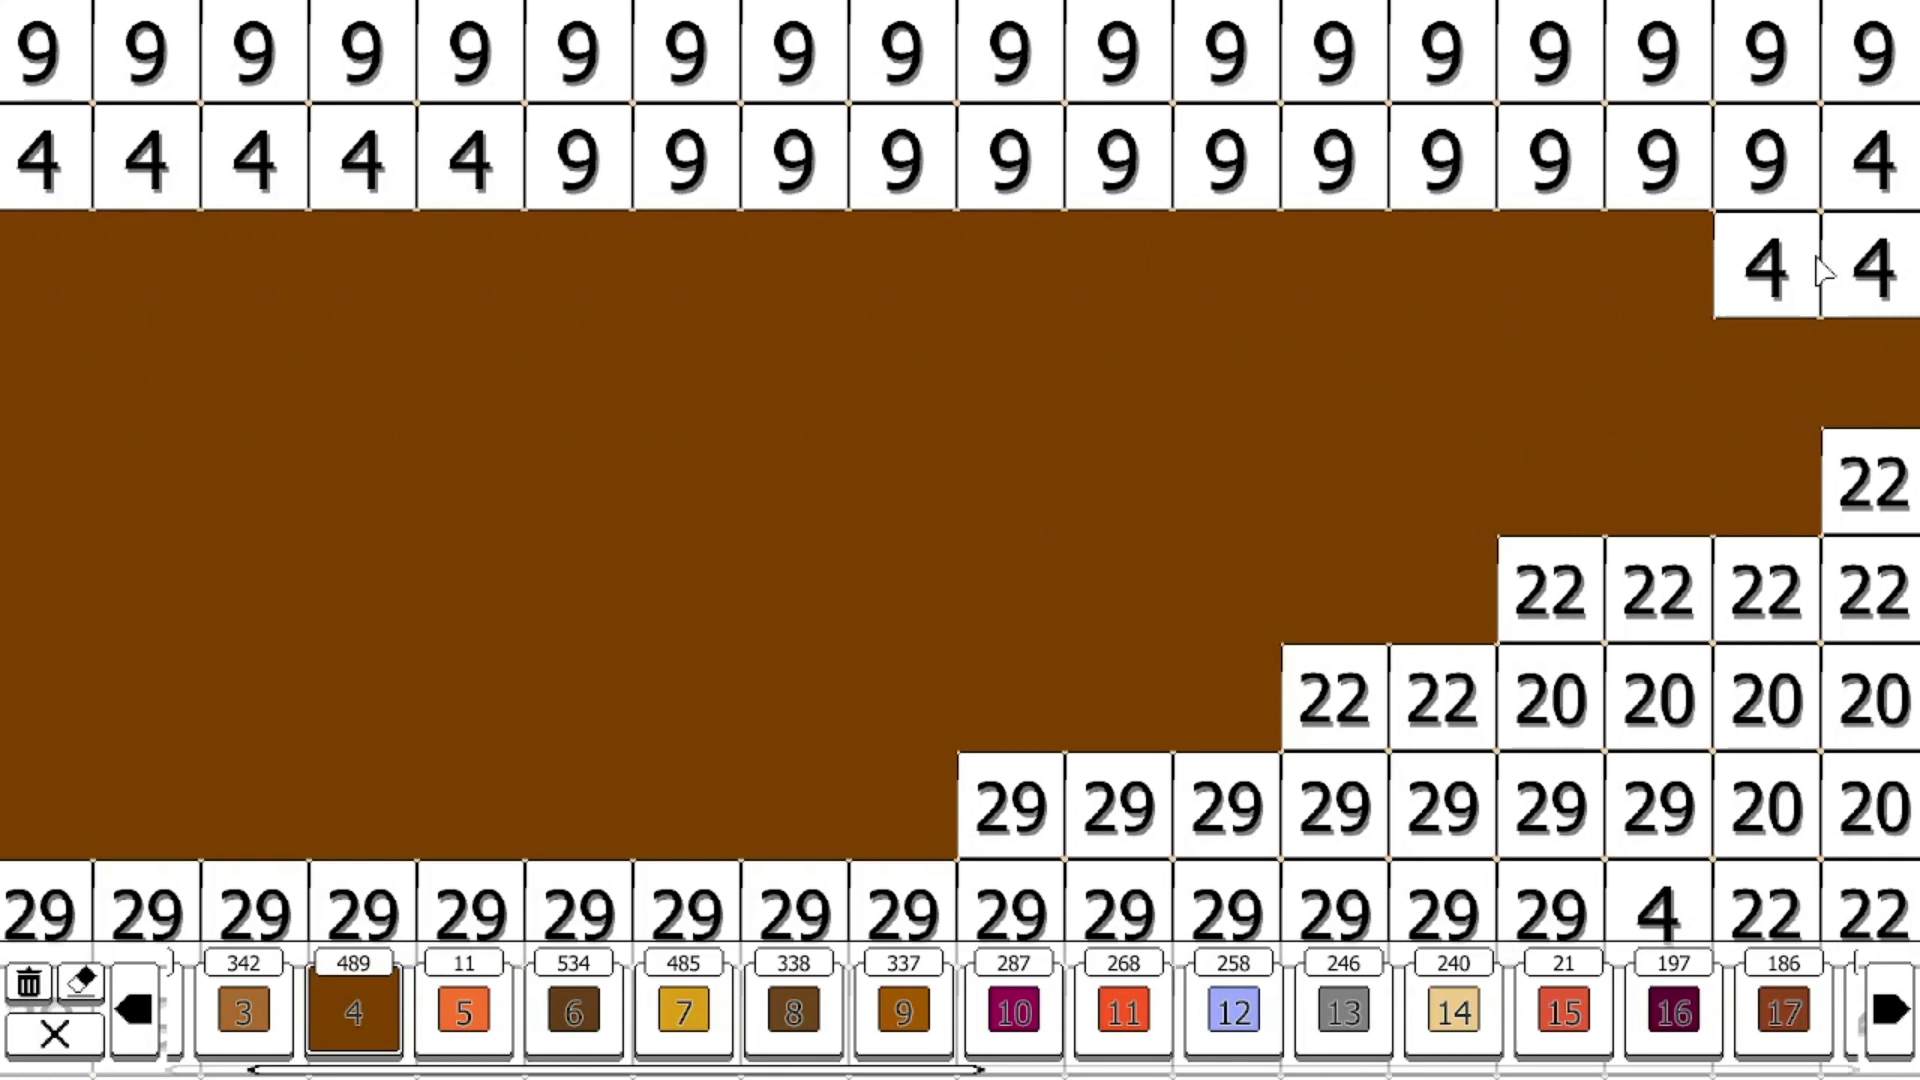 9 9 9 9 9 9 9 9 9 9 9 9 9 9 9 9 9 9
4 4 4 4 4 9 9 9 9 9 9 9 9 9 9 9 9 4
4 4
22
22 22 22 22
22 22 20 20 20 20
29 29 29 29 29 29 29 20 20
29 29 29 29 29 29 29 29 29 29 29 29 29 29 29 4 22 22
342 489 11 534 485 338 337 287 268 258 246 240 21 197 186
3 4 5 6 7 8 9 10 11 12 13 14 15 16 17